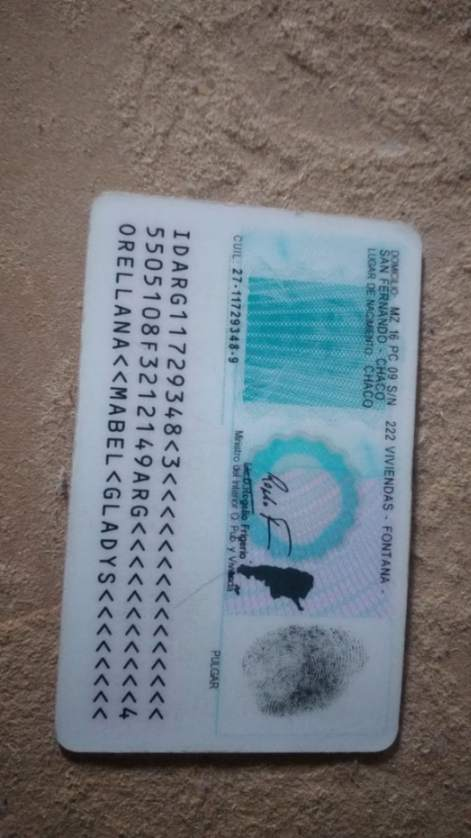 DOMICILIO: MZ 16 PC 09 S/N 222 VIVIENDAS - FONTANA -
SAN FERNANDO - CHACO
LUGAR DE NACIMIENTO: CHACO
CUIL: 27-11729348-9
Rogelio Frigerio
Ministro del Interior O. Pub. y Vivienda
PULGAR
IDARG11729348<3<<<<<<<<<<<<<<<
5505108F3212149ARG<<<<<<<<<<<4
ORELLANA<<MABEL<GLADYS<<<<<<<<